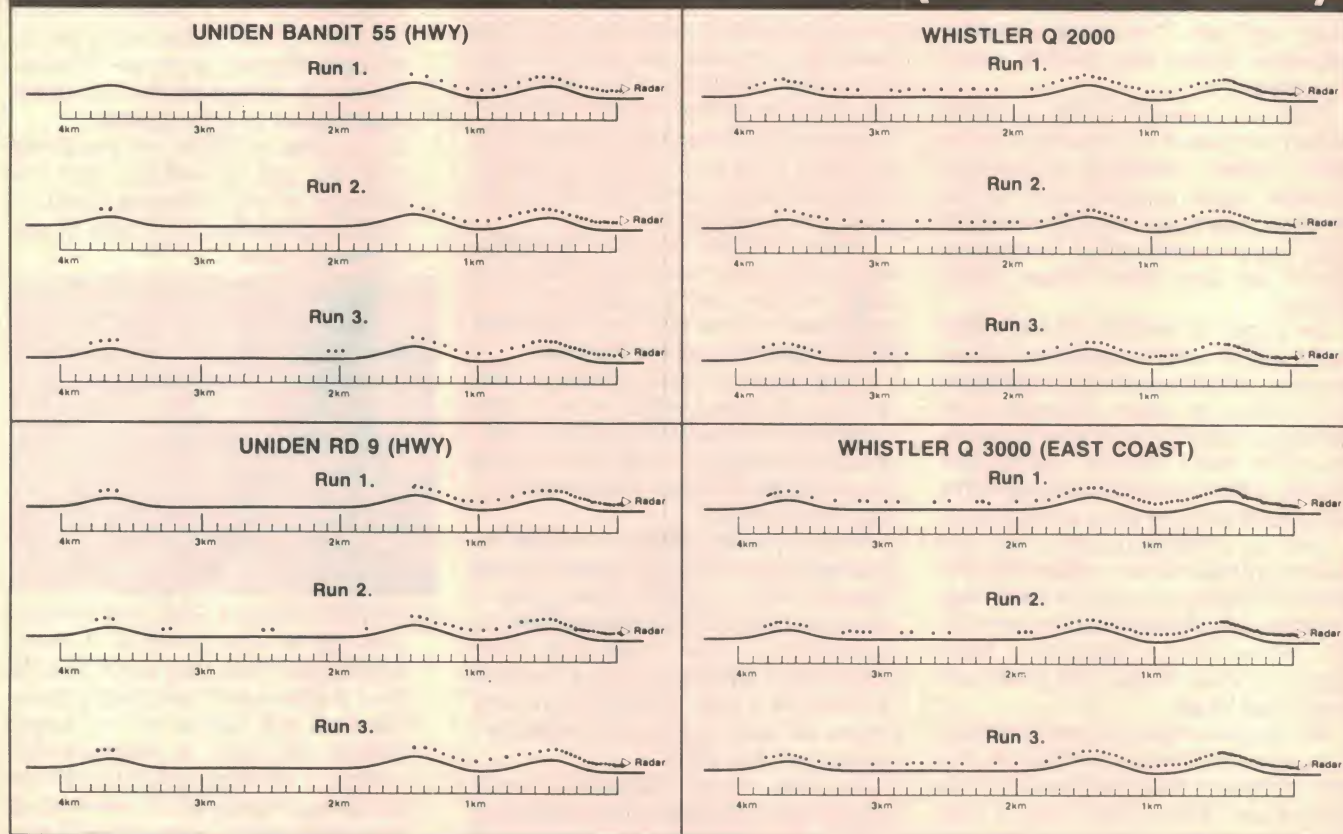 UNIDEN BANDIT 55 (HWY)
Run 1.
Radar
4km 3km 2km 1km
Run 2.
Radar
4km 3km 2km 1km
Run 3.
Radar
4km 3km 2km 1km
WHISTLER Q 2000
Run 1.
Radar
4km 3km 2km 1km
Run 2.
Radar
4km 3km 2km 1km
Run 3.
Radar
4km 3km 2km 1km
UNIDEN RD 9 (HWY)
Run 1.
Radar
4km 3km 2km 1km
Run 2.
Radar
4km 3km 2km 1km
Run 3.
Radar
4km 3km 2km 1km
WHISTLER Q 3000 (EAST COAST)
Run 1.
Radar
4km 3km 2km 1km
Run 2.
Radar
4km 3km 2km 1km
Run 3.
Radar
4km 3km 2km 1km